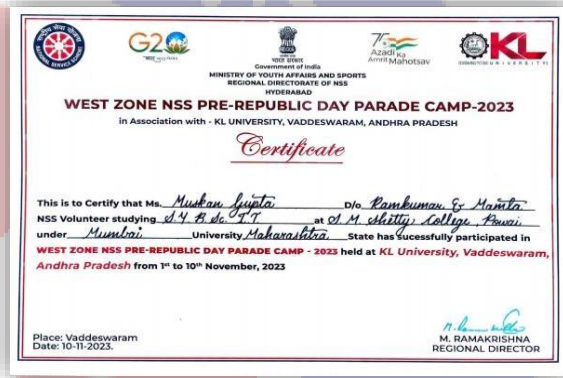 G20
भारत 2023 INDIA
75
Azadi Ka
Amrit Mahotsav
KL
Government of India
MINISTRY OF YOUTH AFFAIRS AND SPORTS
REGIONAL DIRECTORATE OF NSS
HYDERABAD
WEST ZONE NSS PRE-REPUBLIC DAY PARADE CAMP-2023
in Association with - KL UNIVERSITY, VADDESWARAM, ANDHRA PRADESH
Certificate
This is to Certify that Ms. Muskan Gupta D/o Ramkumar & Mamta
NSS Volunteer studying S.Y. B. Sc. I.T at S. M. Shetty College, Powai
under Mumbai University Maharashtra State has sucessfully participated in
WEST ZONE NSS PRE-REPUBLIC DAY PARADE CAMP - 2023 held at KL University, Vaddeswaram,
Andhra Pradesh from 1st to 10th November, 2023
Place: Vaddeswaram
Date: 10-11-2023.
M. RAMAKRISHNA
REGIONAL DIRECTOR